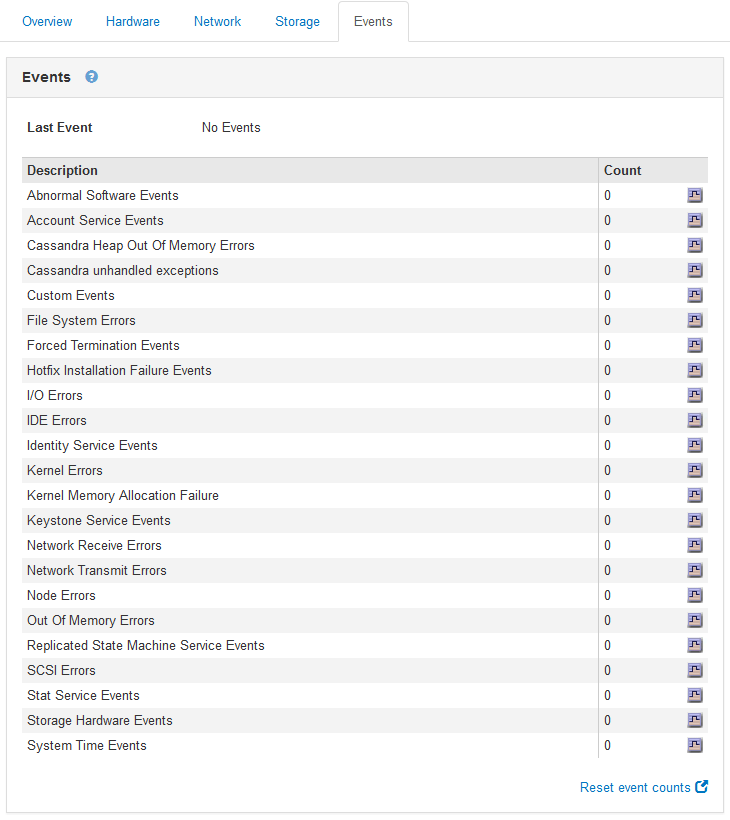 Overview Hardware Network Storage Events
Events ?
Last Event No Events
Description Count
Abnormal Software Events 0
Account Service Events 0
Cassandra Heap Out Of Memory Errors 0
Cassandra unhandled exceptions 0
Custom Events 0
File System Errors 0
Forced Termination Events 0
Hotfix Installation Failure Events 0
I/O Errors 0
IDE Errors 0
Identity Service Events 0
Kernel Errors 0
Kernel Memory Allocation Failure 0
Keystone Service Events 0
Network Receive Errors 0
Network Transmit Errors 0
Node Errors 0
Out Of Memory Errors 0
Replicated State Machine Service Events 0
SCSI Errors 0
Stat Service Events 0
Storage Hardware Events 0
System Time Events 0
Reset event counts